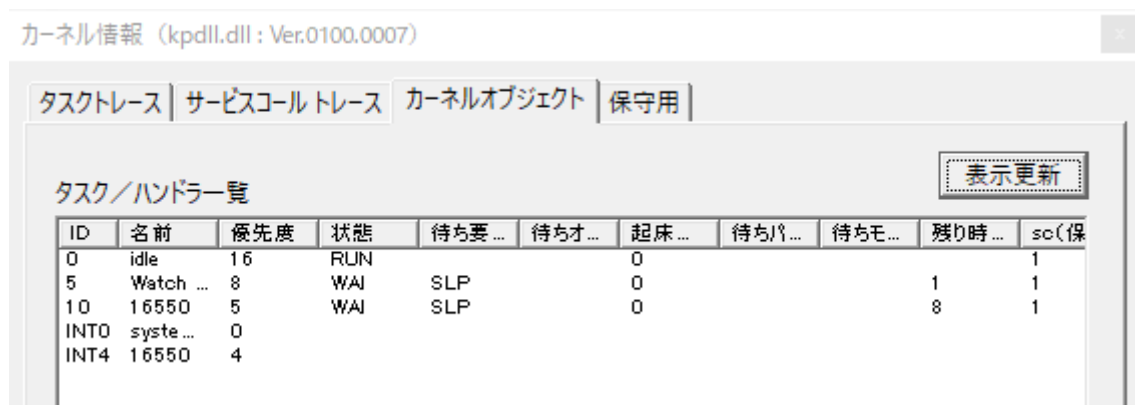 カーネル情報（kpdll.dll : Ver.0100.0007）
x
タスクトレース サービスコール トレース カーネルオブジェクト 保守用
表示更新
タスク／ハンドラ一覧
ID 名前 優先度 状態 待ち要... 待ちオ... 起床... 待ちパ... 待ちモ... 残り時... sc(保
0 idle 16 RUN 0 1
5 Watch ... 8 WAI SLP 0 1 1
10 16550 5 WAI SLP 0 8 1
INT0 syste... 0
INT4 16550 4